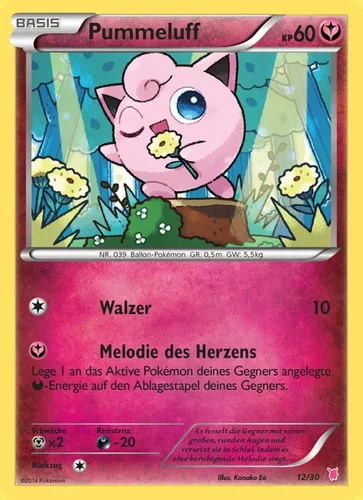 BASIS
Pummeluff
KP60
NR. 039 Ballon-Pokémon GR: 0,5m GW: 5,5kg
Walzer 10
Melodie des Herzens
Lege 1 an das Aktive Pokémon deines Gegners angelegte
-Energie auf den Ablagestapel deines Gegners.
Schwäche
×2
Resistenz
-20
Rückzug
Es fesselt die Gegner mit seinen
großen, runden Augen und
versetzt sie in Schlaf, indem es
eine beruhigende Melodie singt.
©2014 Pokémon
Illus. Kanako Eo
12/30